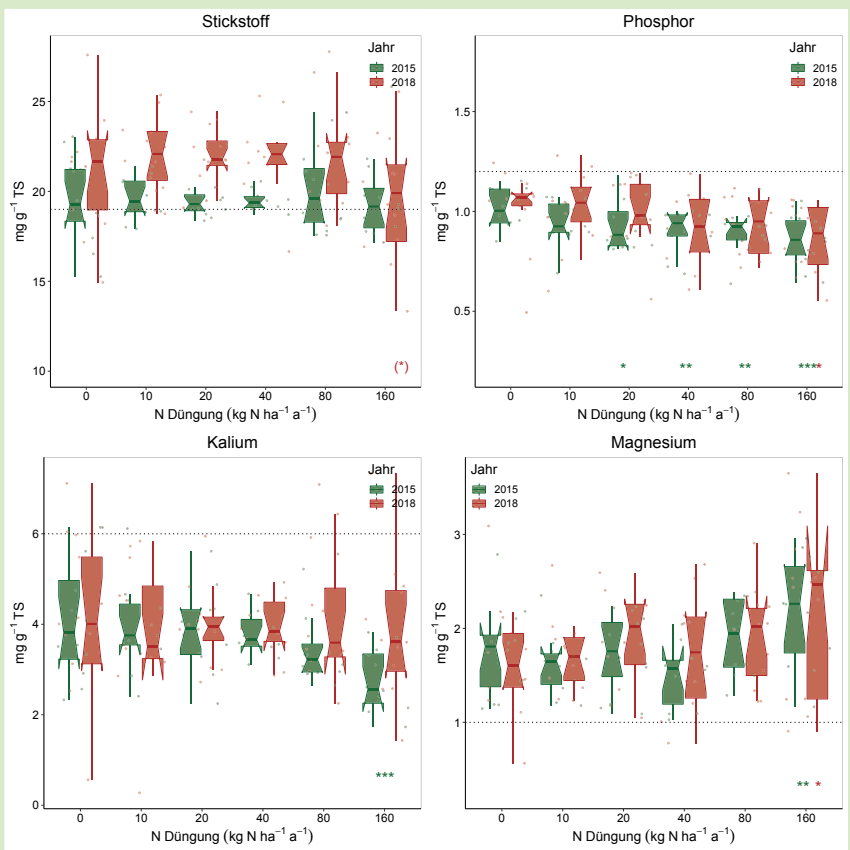 Stickstoff
mg g⁻¹ TS
25
20
15
10
Jahr
2015
2018
(*)
0 10 20 40 80 160
N Düngung (kg N ha⁻¹ a⁻¹)
Phosphor
mg g⁻¹ TS
1.5
1.0
0.5
Jahr
2015
2018
* ** ** *** *
0 10 20 40 80 160
N Düngung (kg N ha⁻¹ a⁻¹)
Kalium
mg g⁻¹ TS
6
4
2
0
Jahr
2015
2018
***
0 10 20 40 80 160
N Düngung (kg N ha⁻¹ a⁻¹)
Magnesium
mg g⁻¹ TS
3
2
1
Jahr
2015
2018
** *
0 10 20 40 80 160
N Düngung (kg N ha⁻¹ a⁻¹)